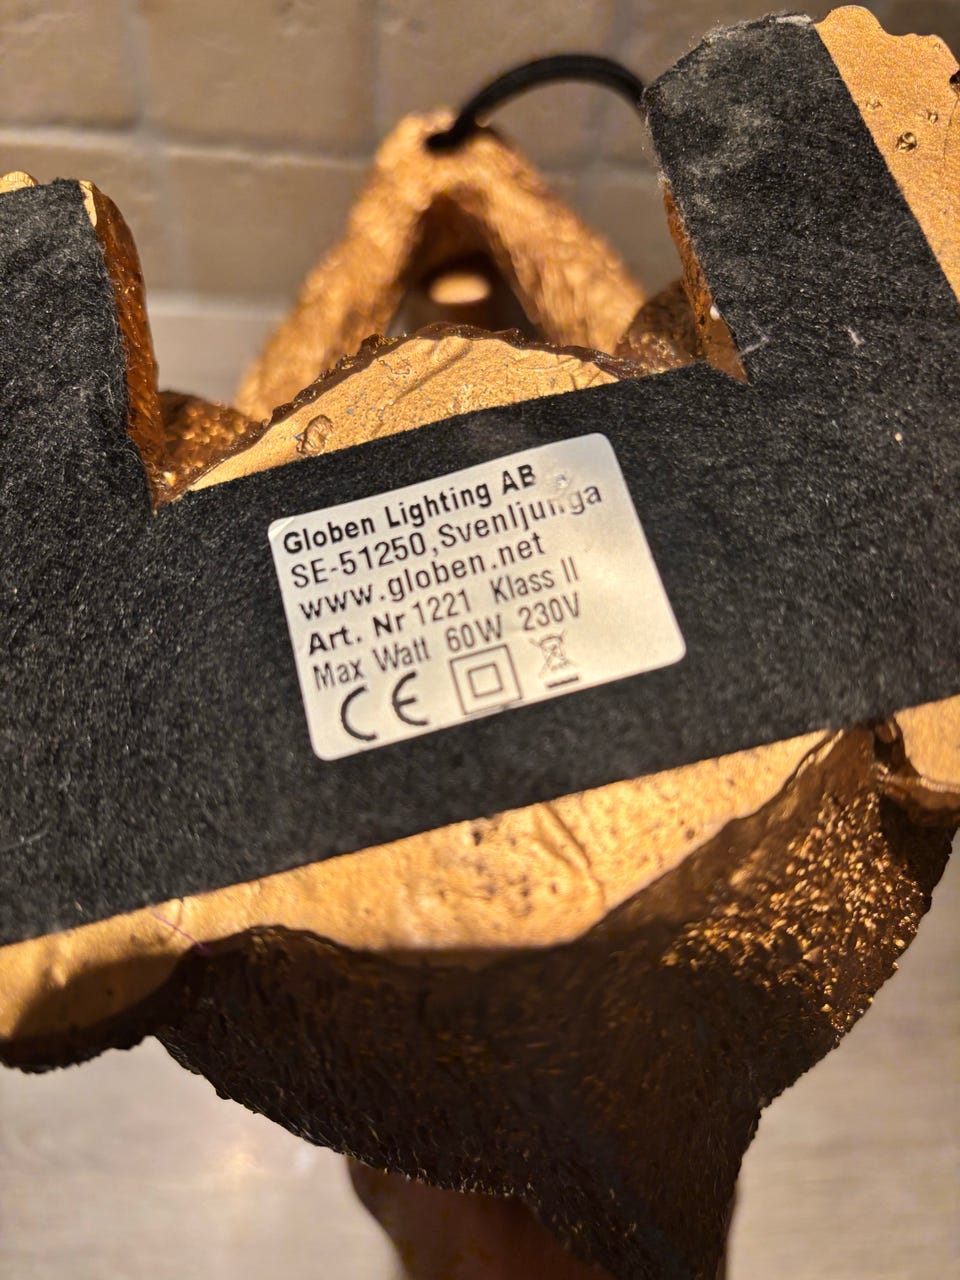 Globen Lighting AB
SE-51250,Svenljunga
www.globen.net
Art. Nr 1221 Klass II
Max Watt 60W 230V
CE